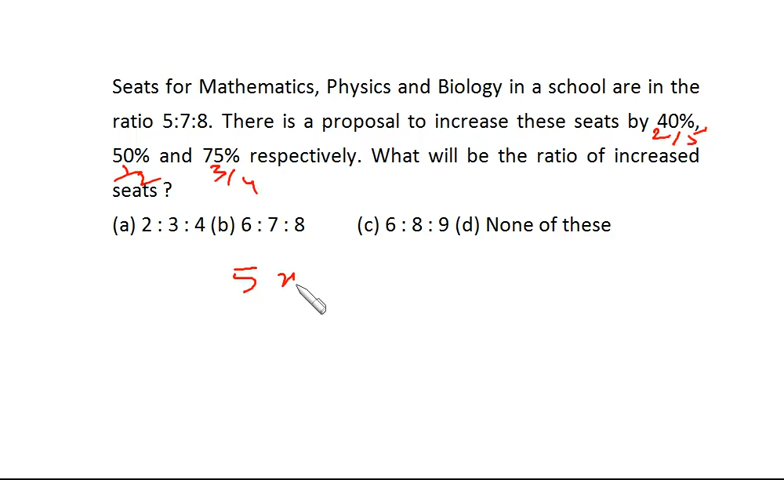 Seats for Mathematics, Physics and Biology in a school are in the
ratio 5:7:8. There is a proposal to increase these seats by 40%,
2/5
50% and 75% respectively. What will be the ratio of increased
1/2 3/4
seats ?
(a) 2 : 3 : 4 (b) 6 : 7 : 8 (c) 6 : 8 : 9 (d) None of these
5 x